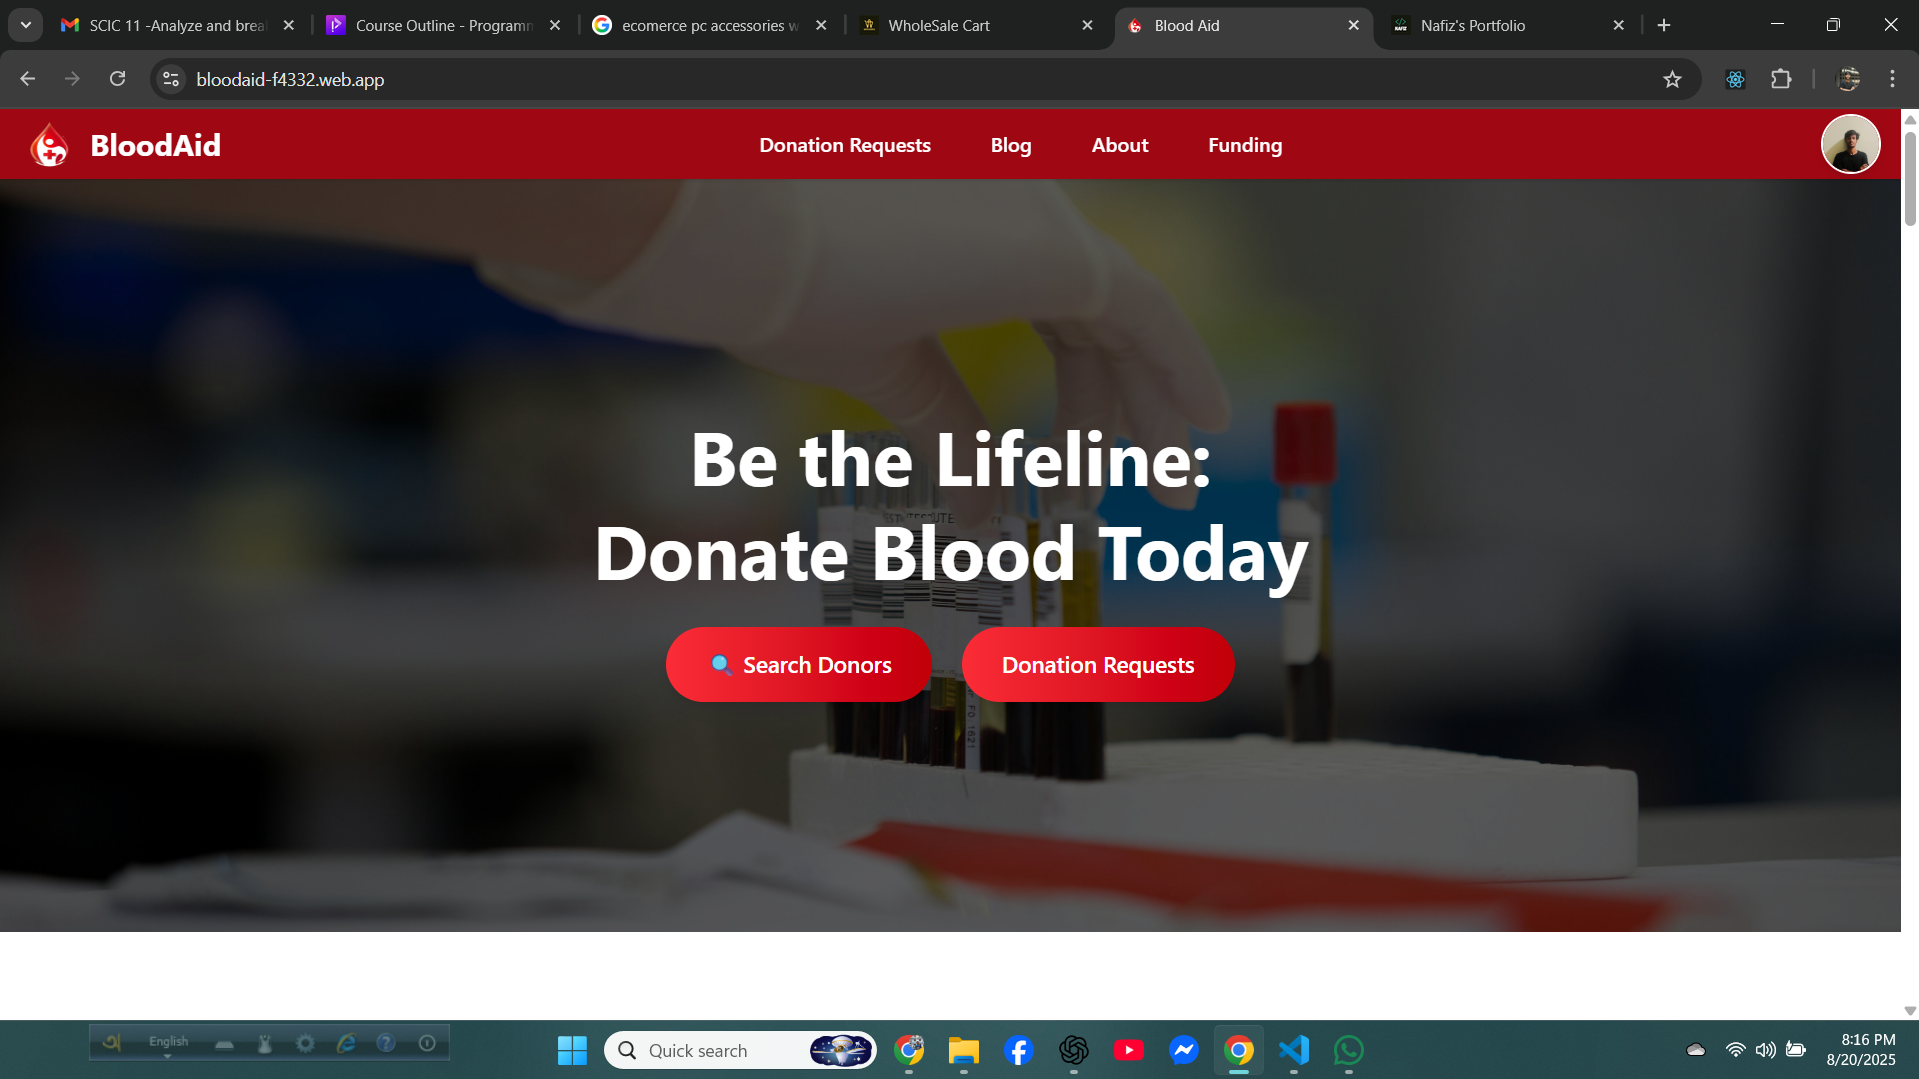 SCIC 11 -Analyze and brea
Course Outline - Programm
ecomerce pc accessories w
WholeSale Cart
Blood Aid
Nafiz's Portfolio
bloodaid-f4332.web.app
BloodAid
Donation Requests
Blog
About
Funding
Be the Lifeline:
Donate Blood Today
🔍 Search Donors
Donation Requests
English
Quick search
8:16 PM
8/20/2025